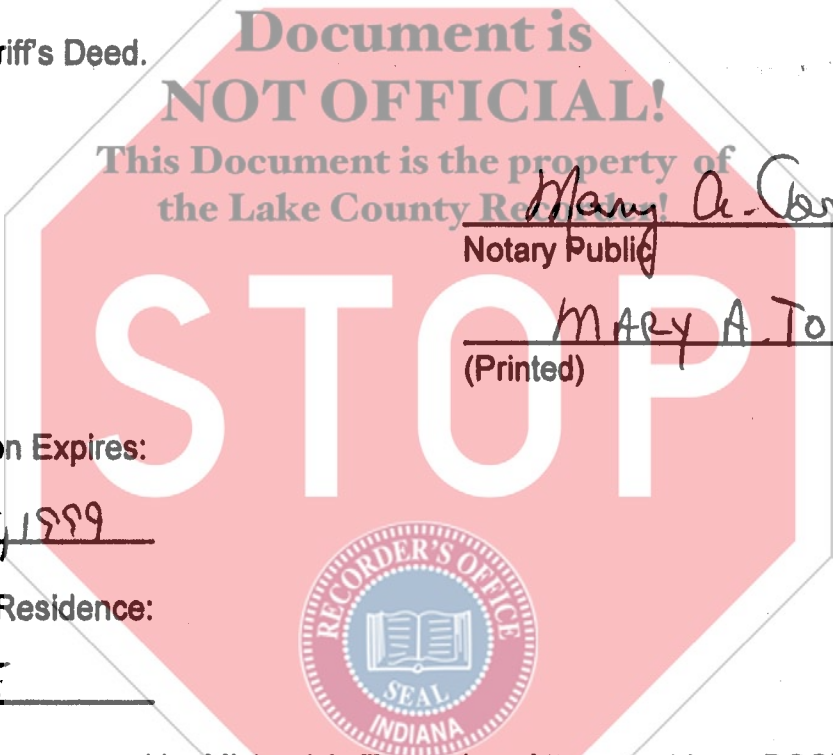 riff's Deed.
Document is
NOT OFFICIAL!
This Document is the property of
the Lake County Recorder!
Mary A.
Notary Public
MARY A. TO
(Printed)
STOP
n Expires:
1999
Residence:
RECORDER'S OFFICE
SEAL
INDIANA